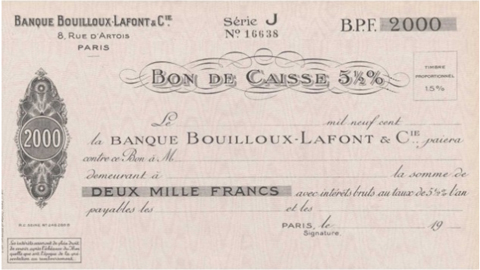 BANQUE BOUILLOUX-LAFONT & CIE.
8, RUE D'ARTOIS
PARIS
Série J
No 16638
B.P.F. 2000
BON DE CAISSE 5½%
TIMBRE
PROPORTIONNEL
15%
Le mil neuf cent
la BANQUE BOUILLOUX-LAFONT & CIE paiera
contre ce Bon à M.
demeurant à la somme de
DEUX MILLE FRANCS avec intérêts bruts au taux de 5½% l'an
payables les et les
2000
PARIS, le 19
Signature.